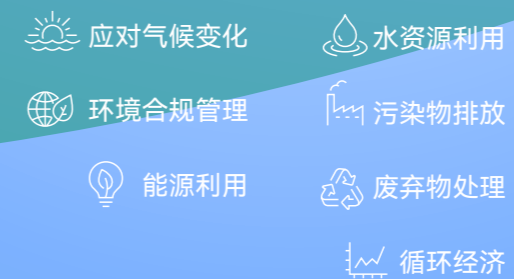 应对气候变化
水资源利用
环境合规管理
污染物排放
能源利用
废弃物处理
循环经济